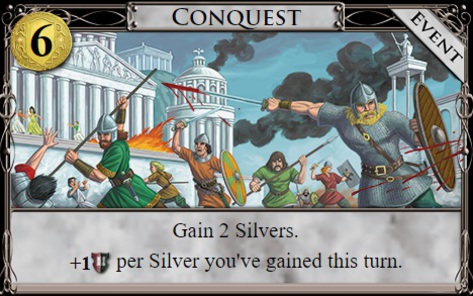 CONQUEST
6
EVENT
Gain 2 Silvers.
+1 per Silver you've gained this turn.